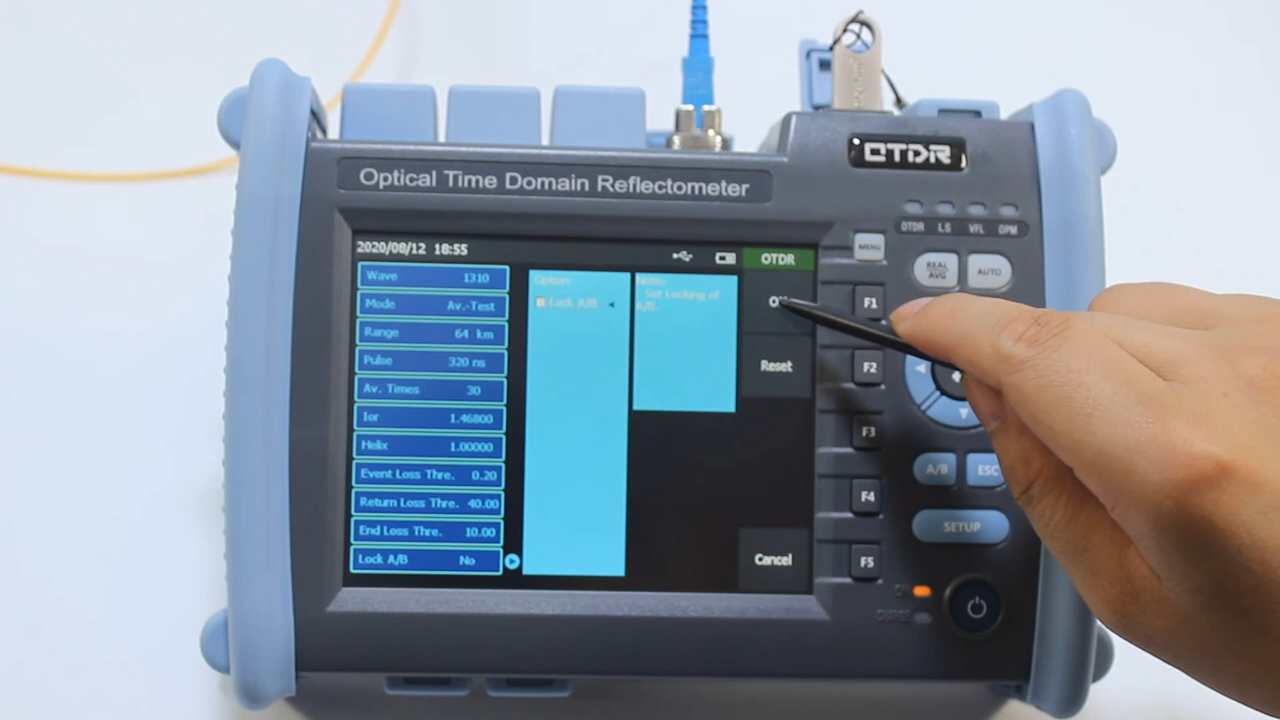 OTDR
Optical Time Domain Reflectometer
OTDR LS VFL OPM
2020/08/12 18:55
OTDR
MENU
REAL AVG
AUTO
Wave 1310
Mode Av.-Test
Range 64 km
Pulse 320 ns
Av. Times 30
Ior 1.46800
Helix 1.00000
Event Loss Thre. 0.20
Return Loss Thre. 40.00
End Loss Thre. 10.00
Lock A/B No
Option:
Lock A/B
Note:
Set Locking of
A/B.
Reset
Cancel
F1
F2
F3
F4
F5
A/B
ESC
SETUP
ON